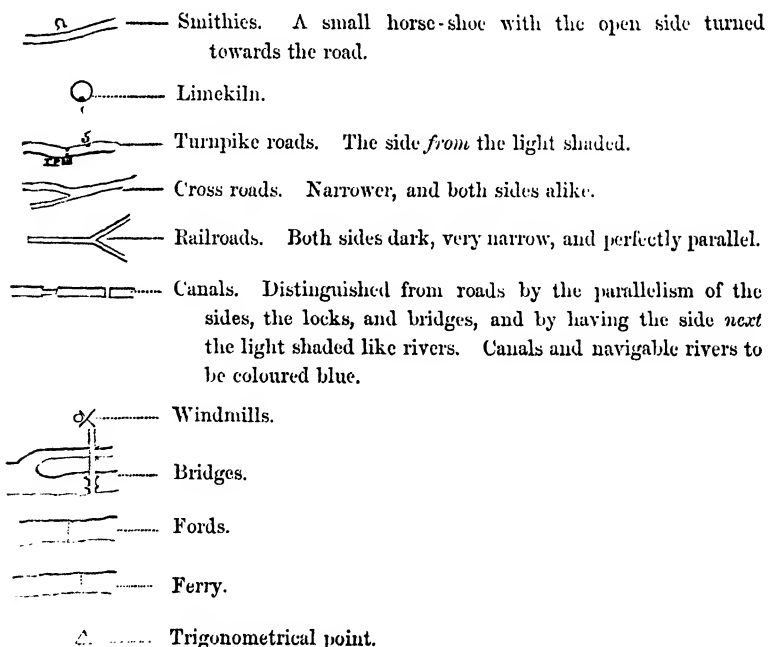 Smithies. A small horse-shoe with the open side turned
towards the road.
Limekiln.
Turnpike roads. The side from the light shaded.
Cross roads. Narrower, and both sides alike.
Railroads. Both sides dark, very narrow, and perfectly parallel.
Canals. Distinguished from roads by the parallelism of the
sides, the locks, and bridges, and by having the side next
the light shaded like rivers. Canals and navigable rivers to
be coloured blue.
Windmills.
Bridges.
Fords.
Ferry.
Trigonometrical point.